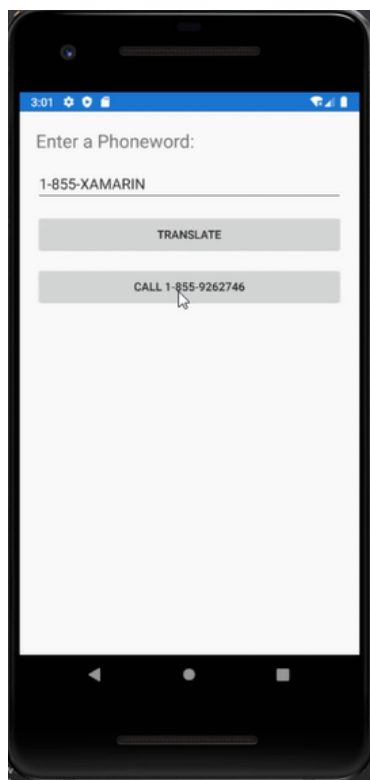 3:01
Enter a Phoneword:
1-855-XAMARIN
TRANSLATE
CALL 1-855-9262746